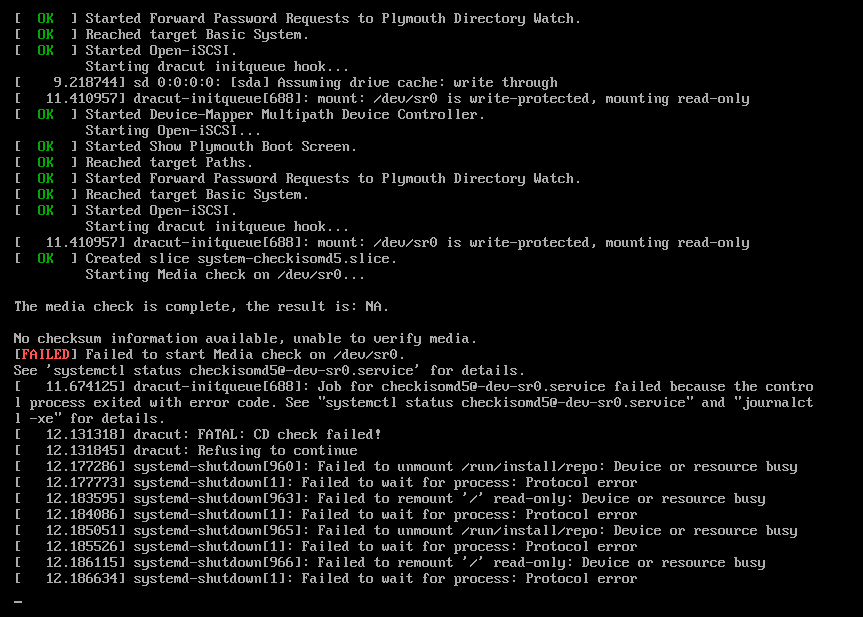 [  OK  ] Started Forward Password Requests to Plymouth Directory Watch.
[  OK  ] Reached target Basic System.
[  OK  ] Started Open-iSCSI.
         Starting dracut initqueue hook...
[    9.218744] sd 0:0:0:0: [sda] Assuming drive cache: write through
[   11.410957] dracut-initqueue[688]: mount: /dev/sr0 is write-protected, mounting read-only
[  OK  ] Started Device-Mapper Multipath Device Controller.
         Starting Open-iSCSI...
[  OK  ] Started Show Plymouth Boot Screen.
[  OK  ] Reached target Paths.
[  OK  ] Started Forward Password Requests to Plymouth Directory Watch.
[  OK  ] Reached target Basic System.
[  OK  ] Started Open-iSCSI.
         Starting dracut initqueue hook...
[   11.410957] dracut-initqueue[688]: mount: /dev/sr0 is write-protected, mounting read-only
[  OK  ] Created slice system-checkisomd5.slice.
         Starting Media check on /dev/sr0...
The media check is complete, the result is: NA.
No checksum information available, unable to verify media.
[FAILED] Failed to start Media check on /dev/sr0.
See 'systemctl status checkisomd5@-dev-sr0.service' for details.
[   11.674125] dracut-initqueue[688]: Job for checkisomd5@-dev-sr0.service failed because the contro
l process exited with error code. See "systemctl status checkisomd5@-dev-sr0.service" and "journalct
l -xe" for details.
[   12.131318] dracut: FATAL: CD check failed!
[   12.131845] dracut: Refusing to continue
[   12.177286] systemd-shutdown[960]: Failed to unmount /run/install/repo: Device or resource busy
[   12.177773] systemd-shutdown[1]: Failed to wait for process: Protocol error
[   12.183595] systemd-shutdown[963]: Failed to remount '/' read-only: Device or resource busy
[   12.184086] systemd-shutdown[1]: Failed to wait for process: Protocol error
[   12.185051] systemd-shutdown[965]: Failed to unmount /run/install/repo: Device or resource busy
[   12.185526] systemd-shutdown[1]: Failed to wait for process: Protocol error
[   12.186115] systemd-shutdown[966]: Failed to remount '/' read-only: Device or resource busy
[   12.186634] systemd-shutdown[1]: Failed to wait for process: Protocol error